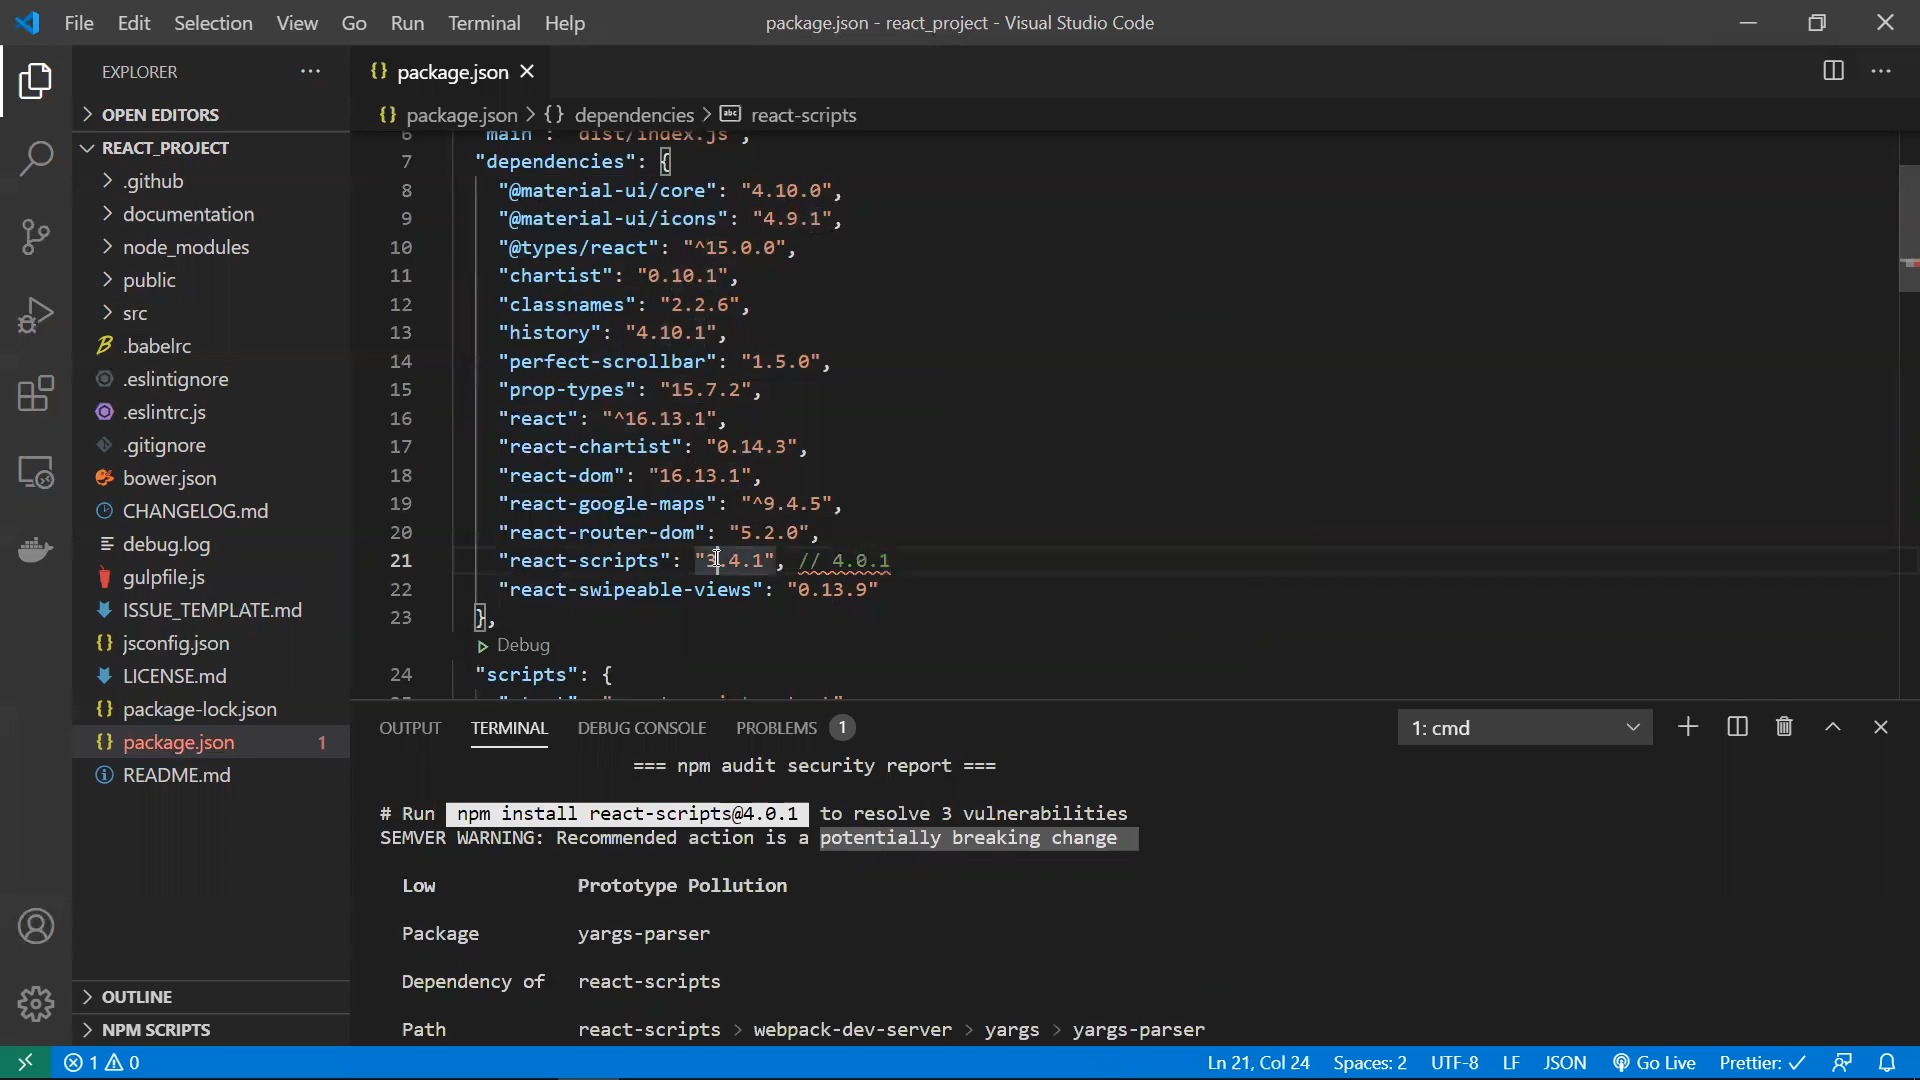 File Edit Selection View Go Run Terminal Help
package.json - react_project - Visual Studio Code
EXPLORER
OPEN EDITORS
REACT_PROJECT
.github
documentation
node_modules
public
src
.babelrc
.eslintignore
.eslintrc.js
.gitignore
bower.json
CHANGELOG.md
debug.log
gulpfile.js
ISSUE_TEMPLATE.md
jsconfig.json
LICENSE.md
package-lock.json
package.json 1
README.md
OUTLINE
NPM SCRIPTS
package.json
package.json > {} dependencies > abc react-scripts
6 "main": "dist/index.js",
7 "dependencies": {
8 "@material-ui/core": "4.10.0",
9 "@material-ui/icons": "4.9.1",
10 "@types/react": "^15.0.0",
11 "chartist": "0.10.1",
12 "classnames": "2.2.6",
13 "history": "4.10.1",
14 "perfect-scrollbar": "1.5.0",
15 "prop-types": "15.7.2",
16 "react": "^16.13.1",
17 "react-chartist": "0.14.3",
18 "react-dom": "16.13.1",
19 "react-google-maps": "^9.4.5",
20 "react-router-dom": "5.2.0",
21 "react-scripts": "3.4.1", // 4.0.1
22 "react-swipeable-views": "0.13.9"
23 },
Debug
24 "scripts": {
OUTPUT TERMINAL DEBUG CONSOLE PROBLEMS 1
1: cmd
=== npm audit security report ===
# Run npm install react-scripts@4.0.1 to resolve 3 vulnerabilities
SEMVER WARNING: Recommended action is a potentially breaking change
Low Prototype Pollution
Package yargs-parser
Dependency of react-scripts
Path react-scripts > webpack-dev-server > yargs > yargs-parser
1 0
Ln 21, Col 24 Spaces: 2 UTF-8 LF JSON Go Live Prettier: ✓